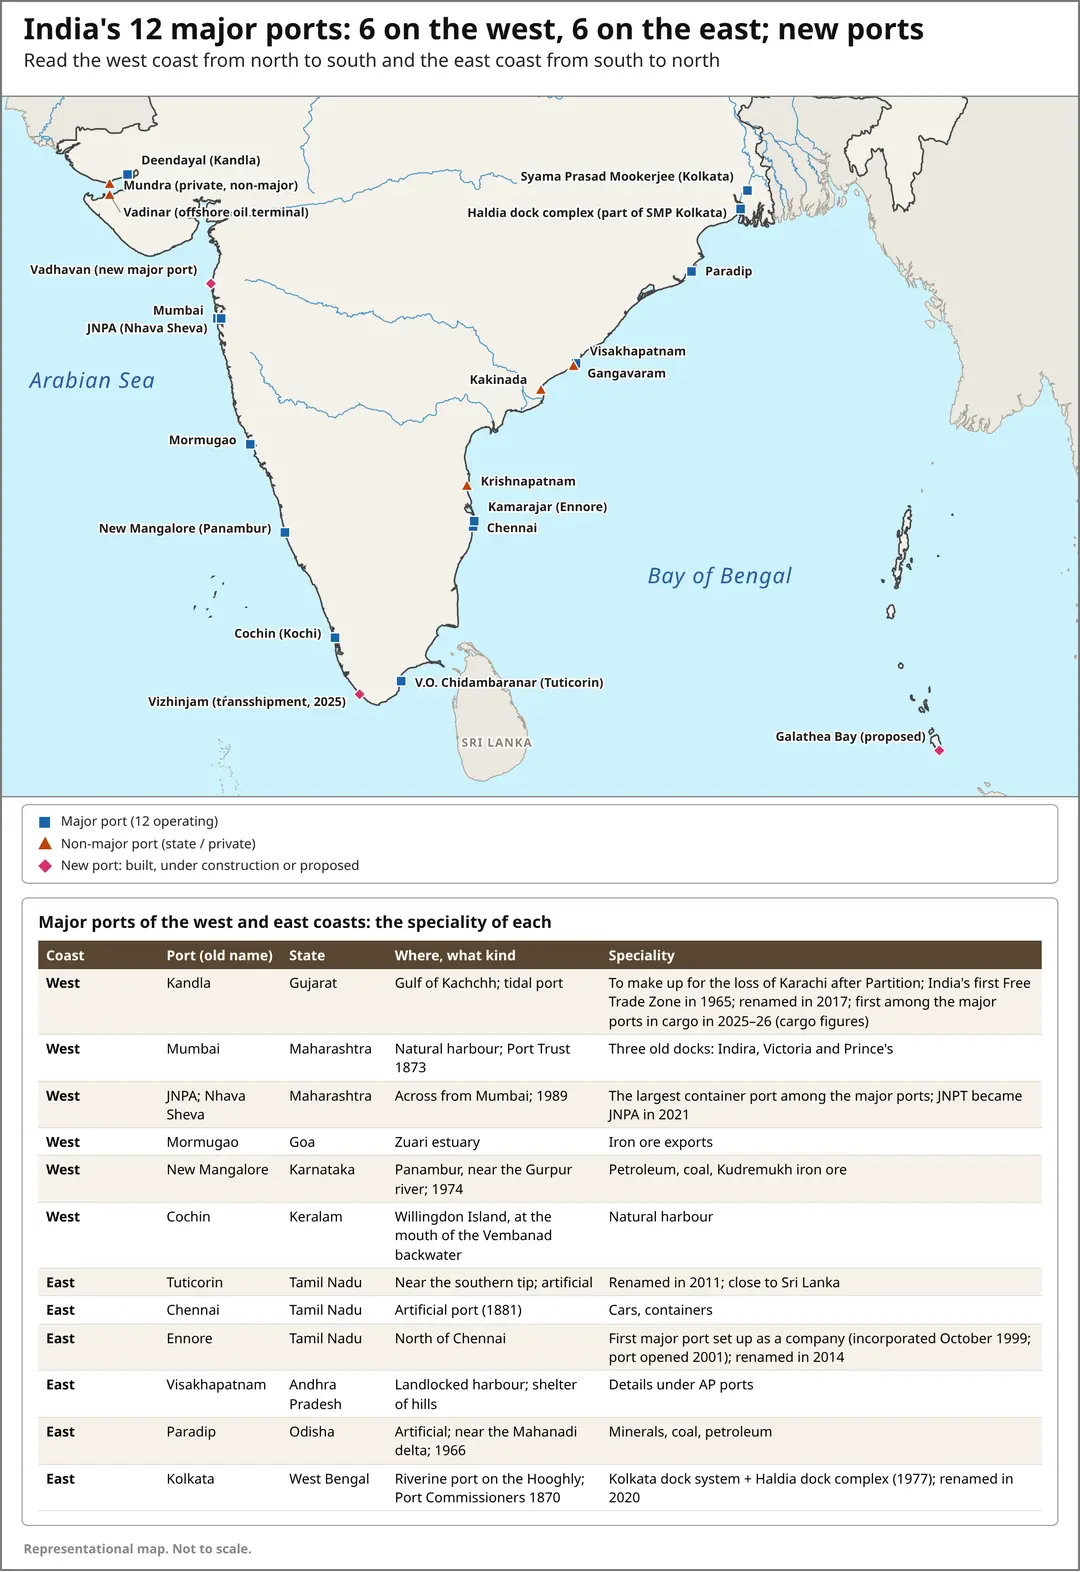 India's 12 major ports: 6 on the west, 6 on the east; new ports
Read the west coast from north to south and the east coast from south to north
Deendayal (Kandla)
Mundra (private, non-major)
Vadinar (offshore oil terminal)
Syama Prasad Mookerjee (Kolkata)
Haldia dock complex (part of SMP Kolkata)
Vadhavan (new major port)
Paradip
Mumbai
JNPA (Nhava Sheva)
Visakhapatnam
Gangavaram
Kakinada
Arabian Sea
Mormugao
Krishnapatnam
Kamarajar (Ennore)
Chennai
New Mangalore (Panambur)
Bay of Bengal
Cochin (Kochi)
V.O. Chidambaranar (Tuticorin)
Vizhinjam (transshipment, 2025)
SRI LANKA
Galathea Bay (proposed)
Major port (12 operating)
Non-major port (state / private)
New port: built, under construction or proposed
Major ports of the west and east coasts: the speciality of each
Coast Port (old name) State Where, what kind Speciality
West Kandla Gujarat Gulf of Kachchh; tidal port To make up for the loss of Karachi after Partition; India's first Free
Trade Zone in 1965; renamed in 2017; first among the major
ports in cargo in 2025–26 (cargo figures)
West Mumbai Maharashtra Natural harbour; Port Trust Three old docks: Indira, Victoria and Prince's
1873
West JNPA; Nhava Maharashtra Across from Mumbai; 1989 The largest container port among the major ports; JNPT became
Sheva JNPA in 2021
West Mormugao Goa Zuari estuary Iron ore exports
West New Mangalore Karnataka Panambur, near the Gurpur Petroleum, coal, Kudremukh iron ore
river; 1974
West Cochin Keralam Willingdon Island, at the Natural harbour
mouth of the Vembanad
backwater
East Tuticorin Tamil Nadu Near the southern tip; artificial Renamed in 2011; close to Sri Lanka
East Chennai Tamil Nadu Artificial port (1881) Cars, containers
East Ennore Tamil Nadu North of Chennai First major port set up as a company (incorporated October 1999;
port opened 2001); renamed in 2014
East Visakhapatnam Andhra Landlocked harbour; shelter Details under AP ports
Pradesh of hills
East Paradip Odisha Artificial; near the Mahanadi Minerals, coal, petroleum
delta; 1966
East Kolkata West Bengal Riverine port on the Hooghly; Kolkata dock system + Haldia dock complex (1977); renamed in
Port Commissioners 1870 2020
Representational map. Not to scale.